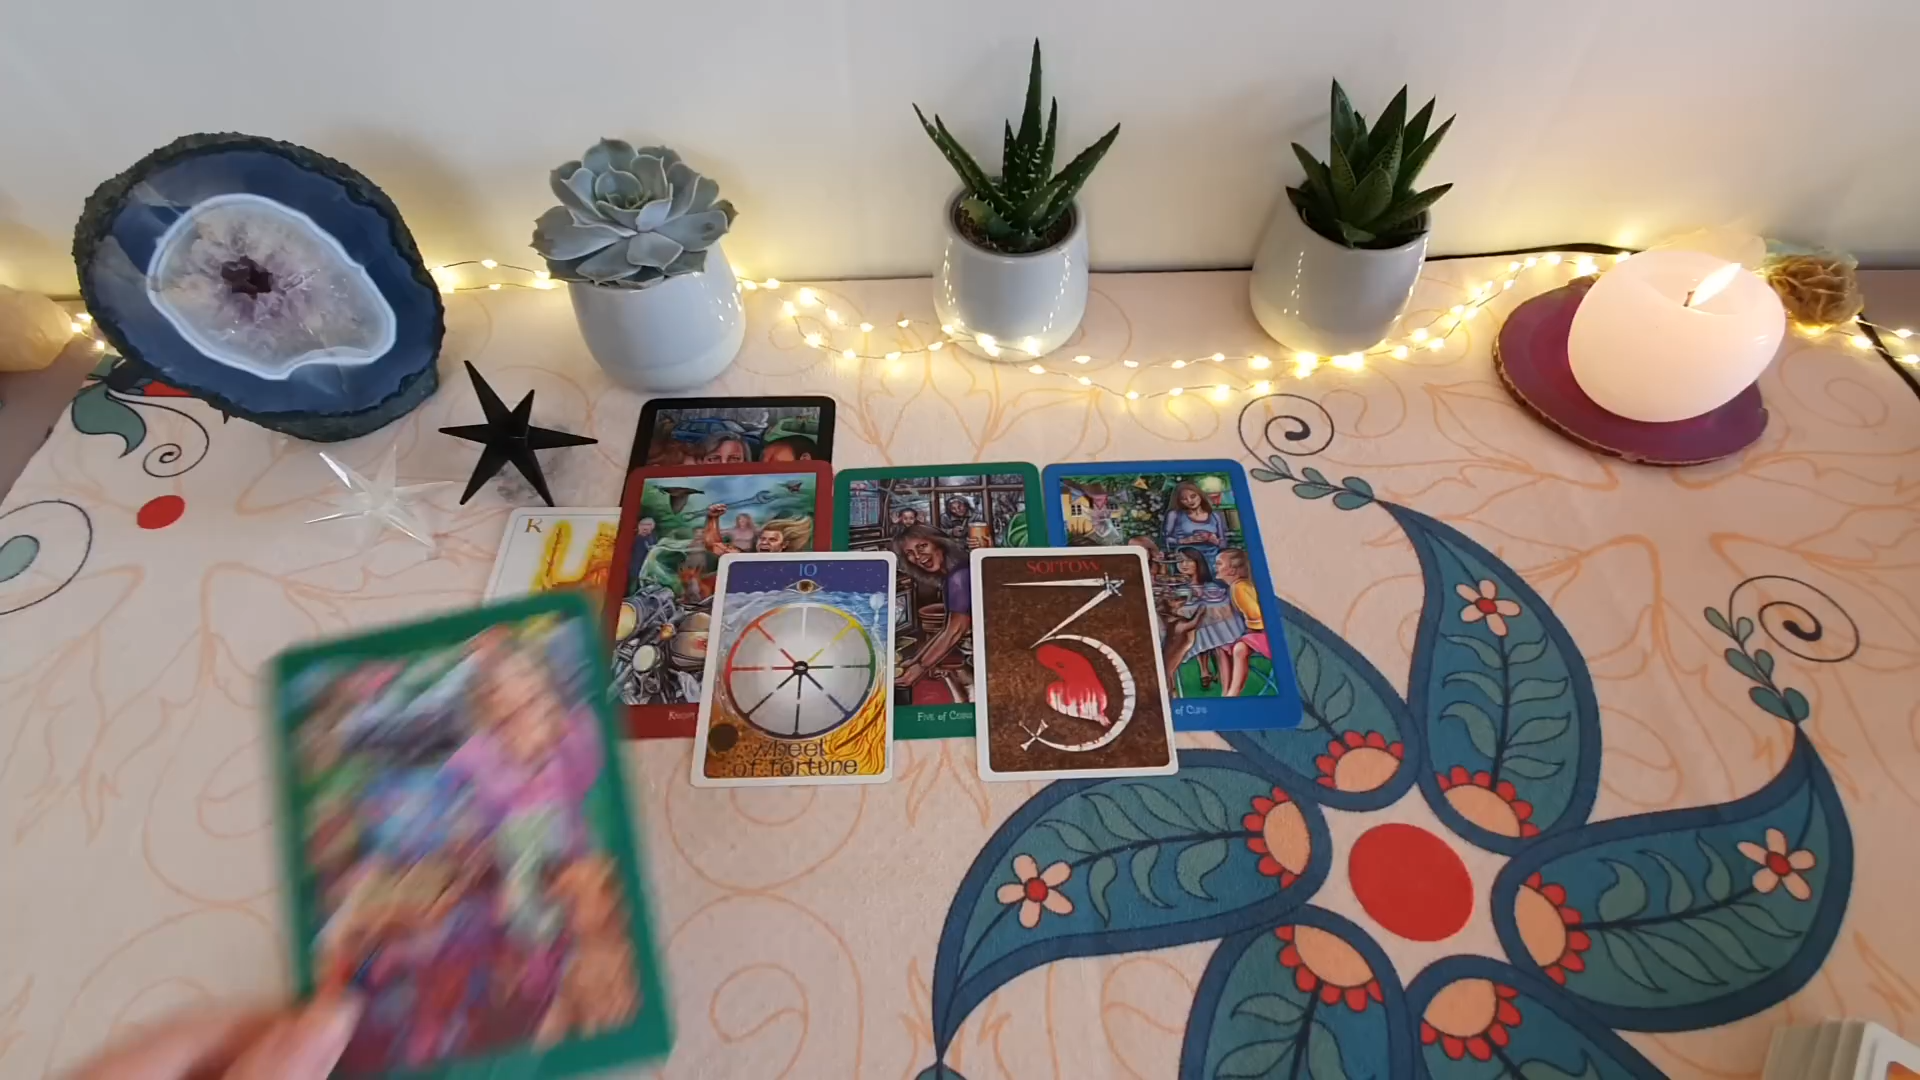 K
Five of Coins
of Cups
10
wheel
of fortune
sorrow
3